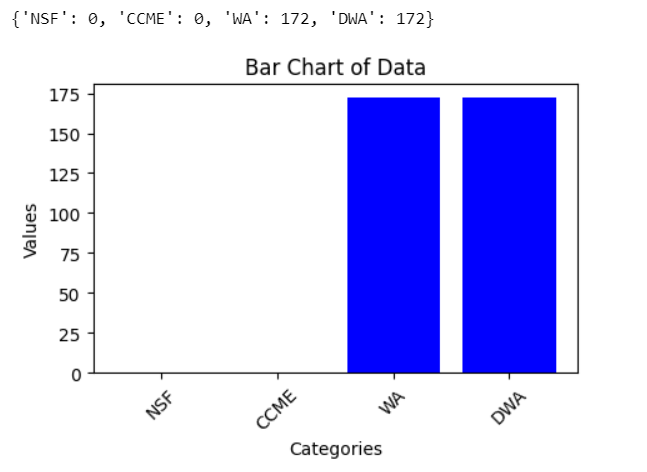 {'NSF': 0, 'CCME': 0, 'WA': 172, 'DWA': 172}
Bar Chart of Data
175
150
125
100
75
50
25
0
Values
NSF
CCME
WA
DWA
Categories